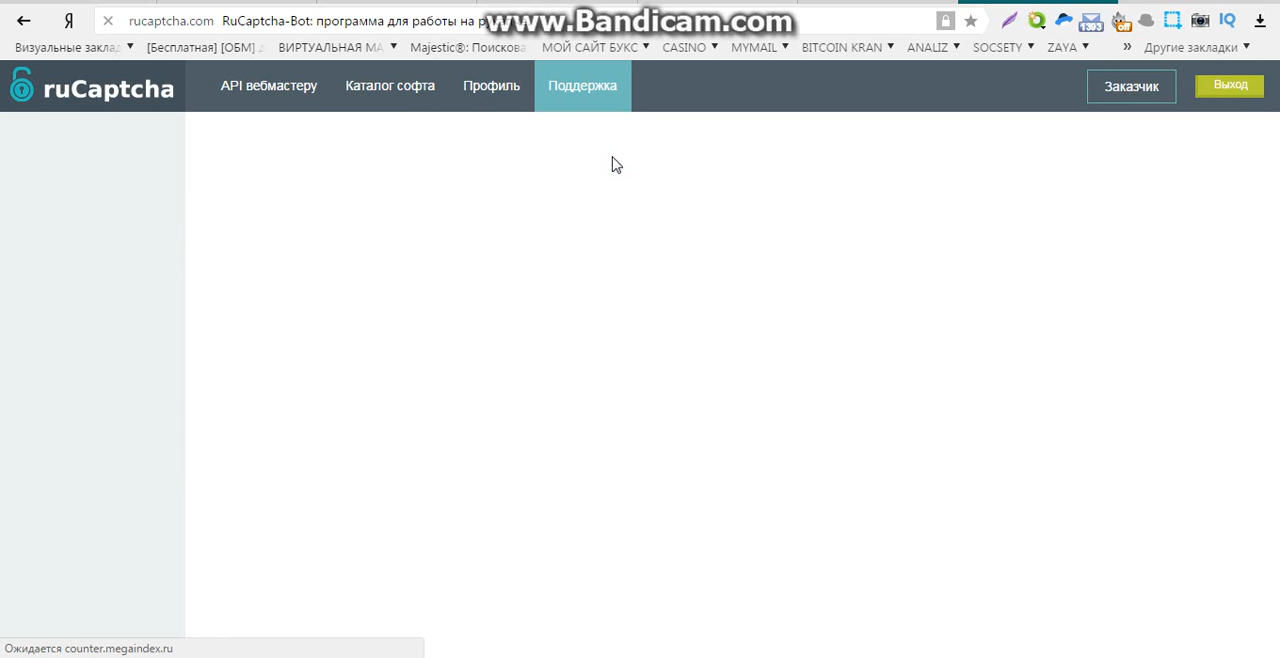 www.Bandicam.com
rucaptcha.com RuCaptcha-Bot: программа для работы на
Визуальные заклад [Бесплатная] [ОБМ] ВИРТУАЛЬНАЯ МА Majestic®: Поискова МОЙ САЙТ БУКС CASINO MYMAIL BITCOIN KRAN ANALIZ SOCSETY ZAYA » Другие закладки
ruCaptcha API вебмастеру Каталог софта Профиль Поддержка Заказчик Выход
Ожидается counter.megaindex.ru